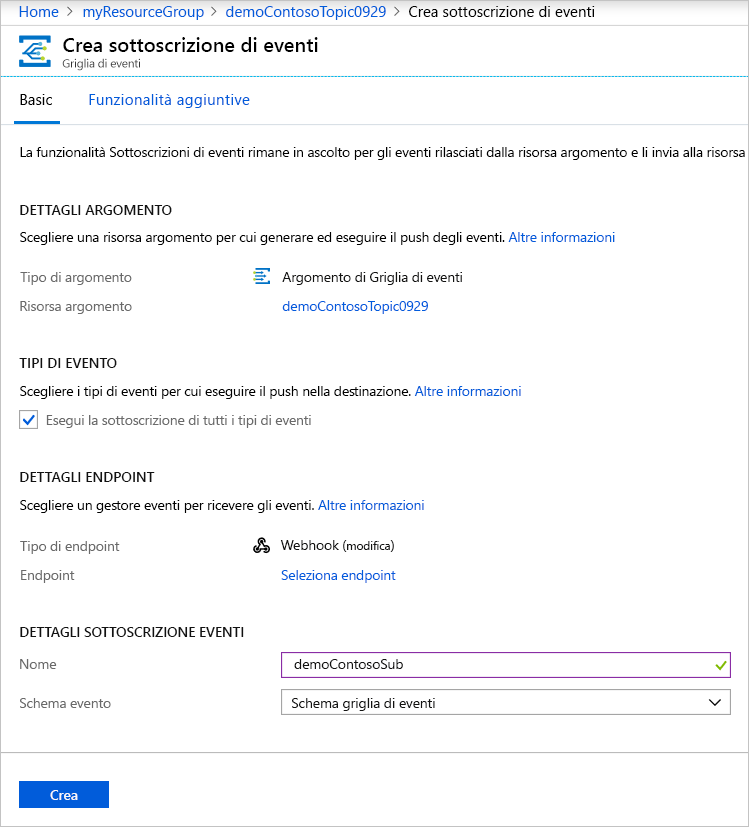 Home > myResourceGroup > demoContosoTopic0929 > Crea sottoscrizione di eventi
Crea sottoscrizione di eventi
Griglia di eventi
Basic Funzionalità aggiuntive
La funzionalità Sottoscrizioni di eventi rimane in ascolto per gli eventi rilasciati dalla risorsa argomento e li invia alla risorsa
DETTAGLI ARGOMENTO
Scegliere una risorsa argomento per cui generare ed eseguire il push degli eventi. Altre informazioni
Tipo di argomento Argomento di Griglia di eventi
Risorsa argomento demoContosoTopic0929
TIPI DI EVENTO
Scegliere i tipi di eventi per cui eseguire il push nella destinazione. Altre informazioni
Esegui la sottoscrizione di tutti i tipi di eventi
DETTAGLI ENDPOINT
Scegliere un gestore eventi per ricevere gli eventi. Altre informazioni
Tipo di endpoint Webhook (modifica)
Endpoint Seleziona endpoint
DETTAGLI SOTTOSCRIZIONE EVENTI
Nome demoContosoSub
Schema evento Schema griglia di eventi
Crea